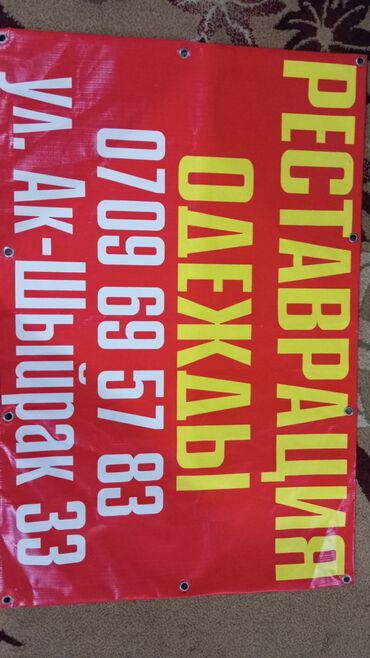 РЕСТАВРАЦИЯ
ОДЕЖДЫ
0709 69 57 83
ул. Ак-Шыйрак 33